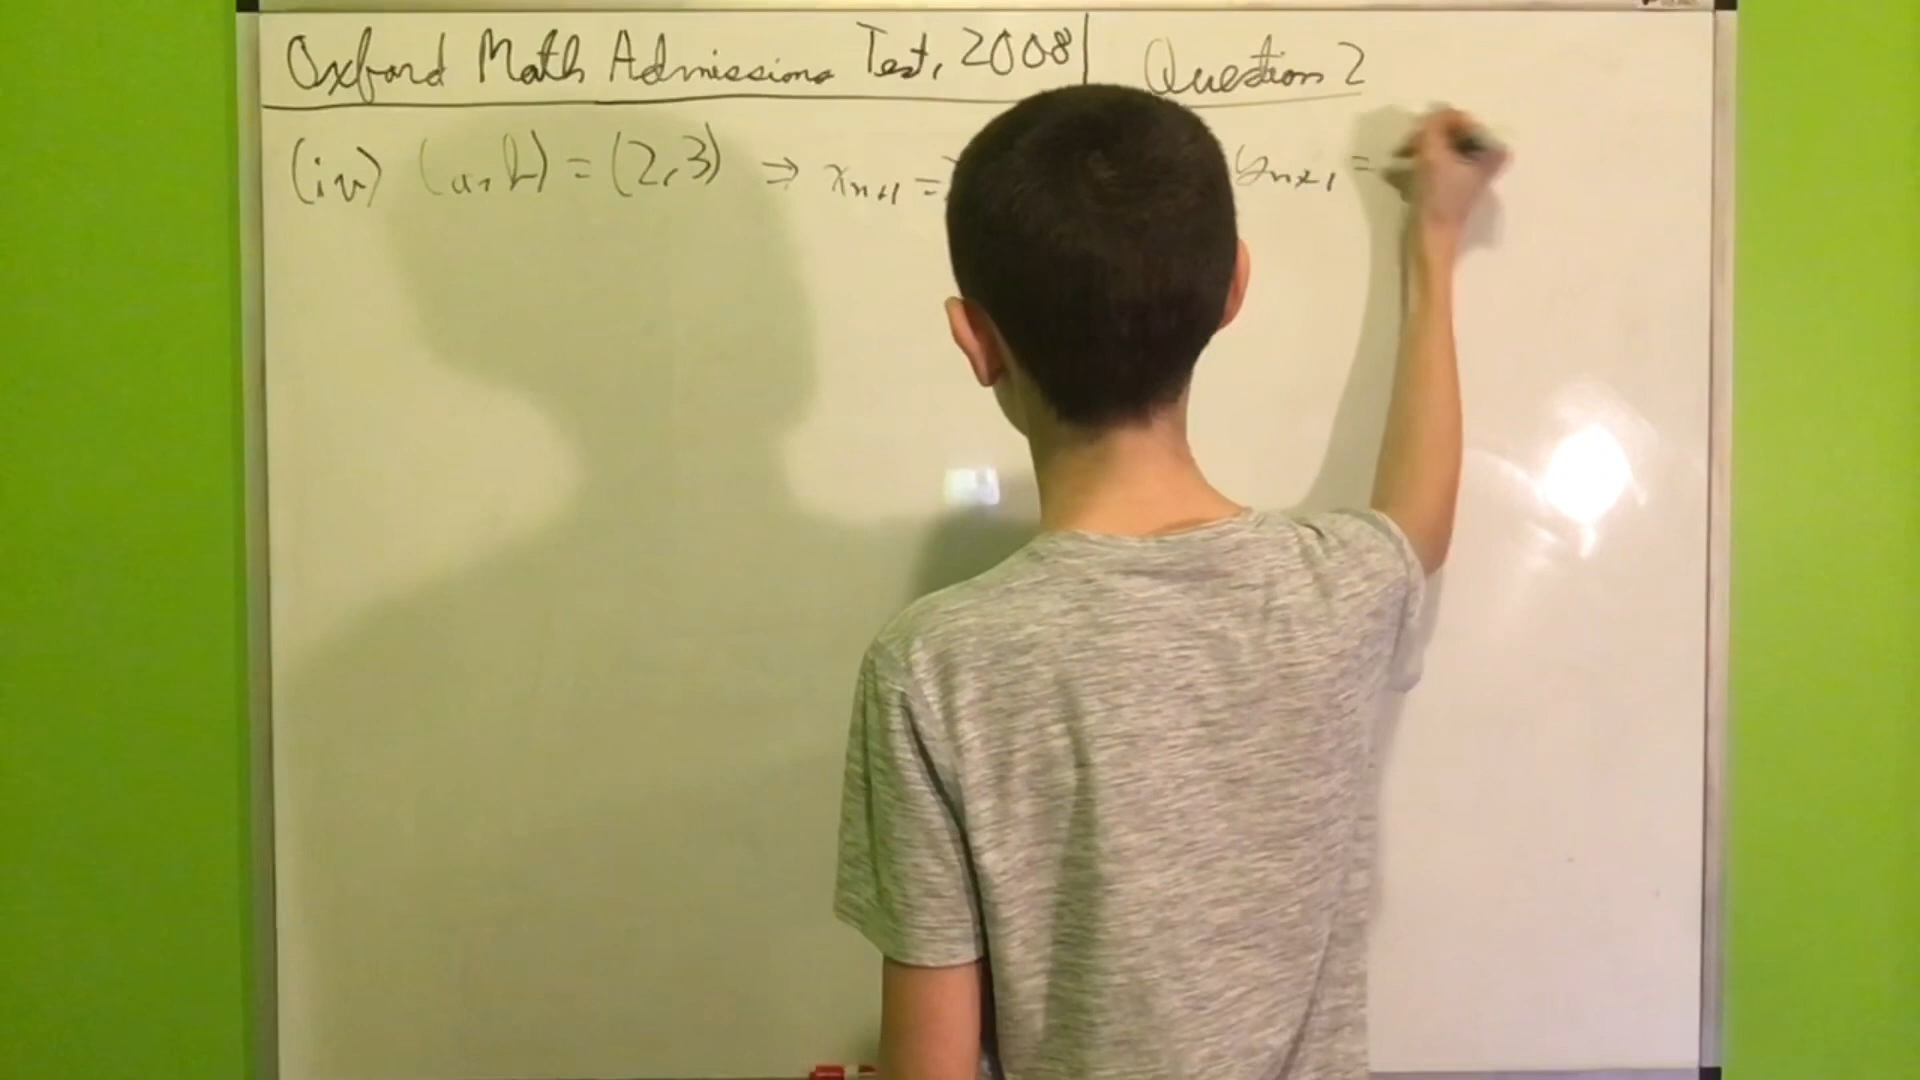 Oxford Math Admissions Test, 2008 | Question 2
(iv) (a, b) = (2, 3) ⇒ xₙ₊₁ = yₙ₊₁ =